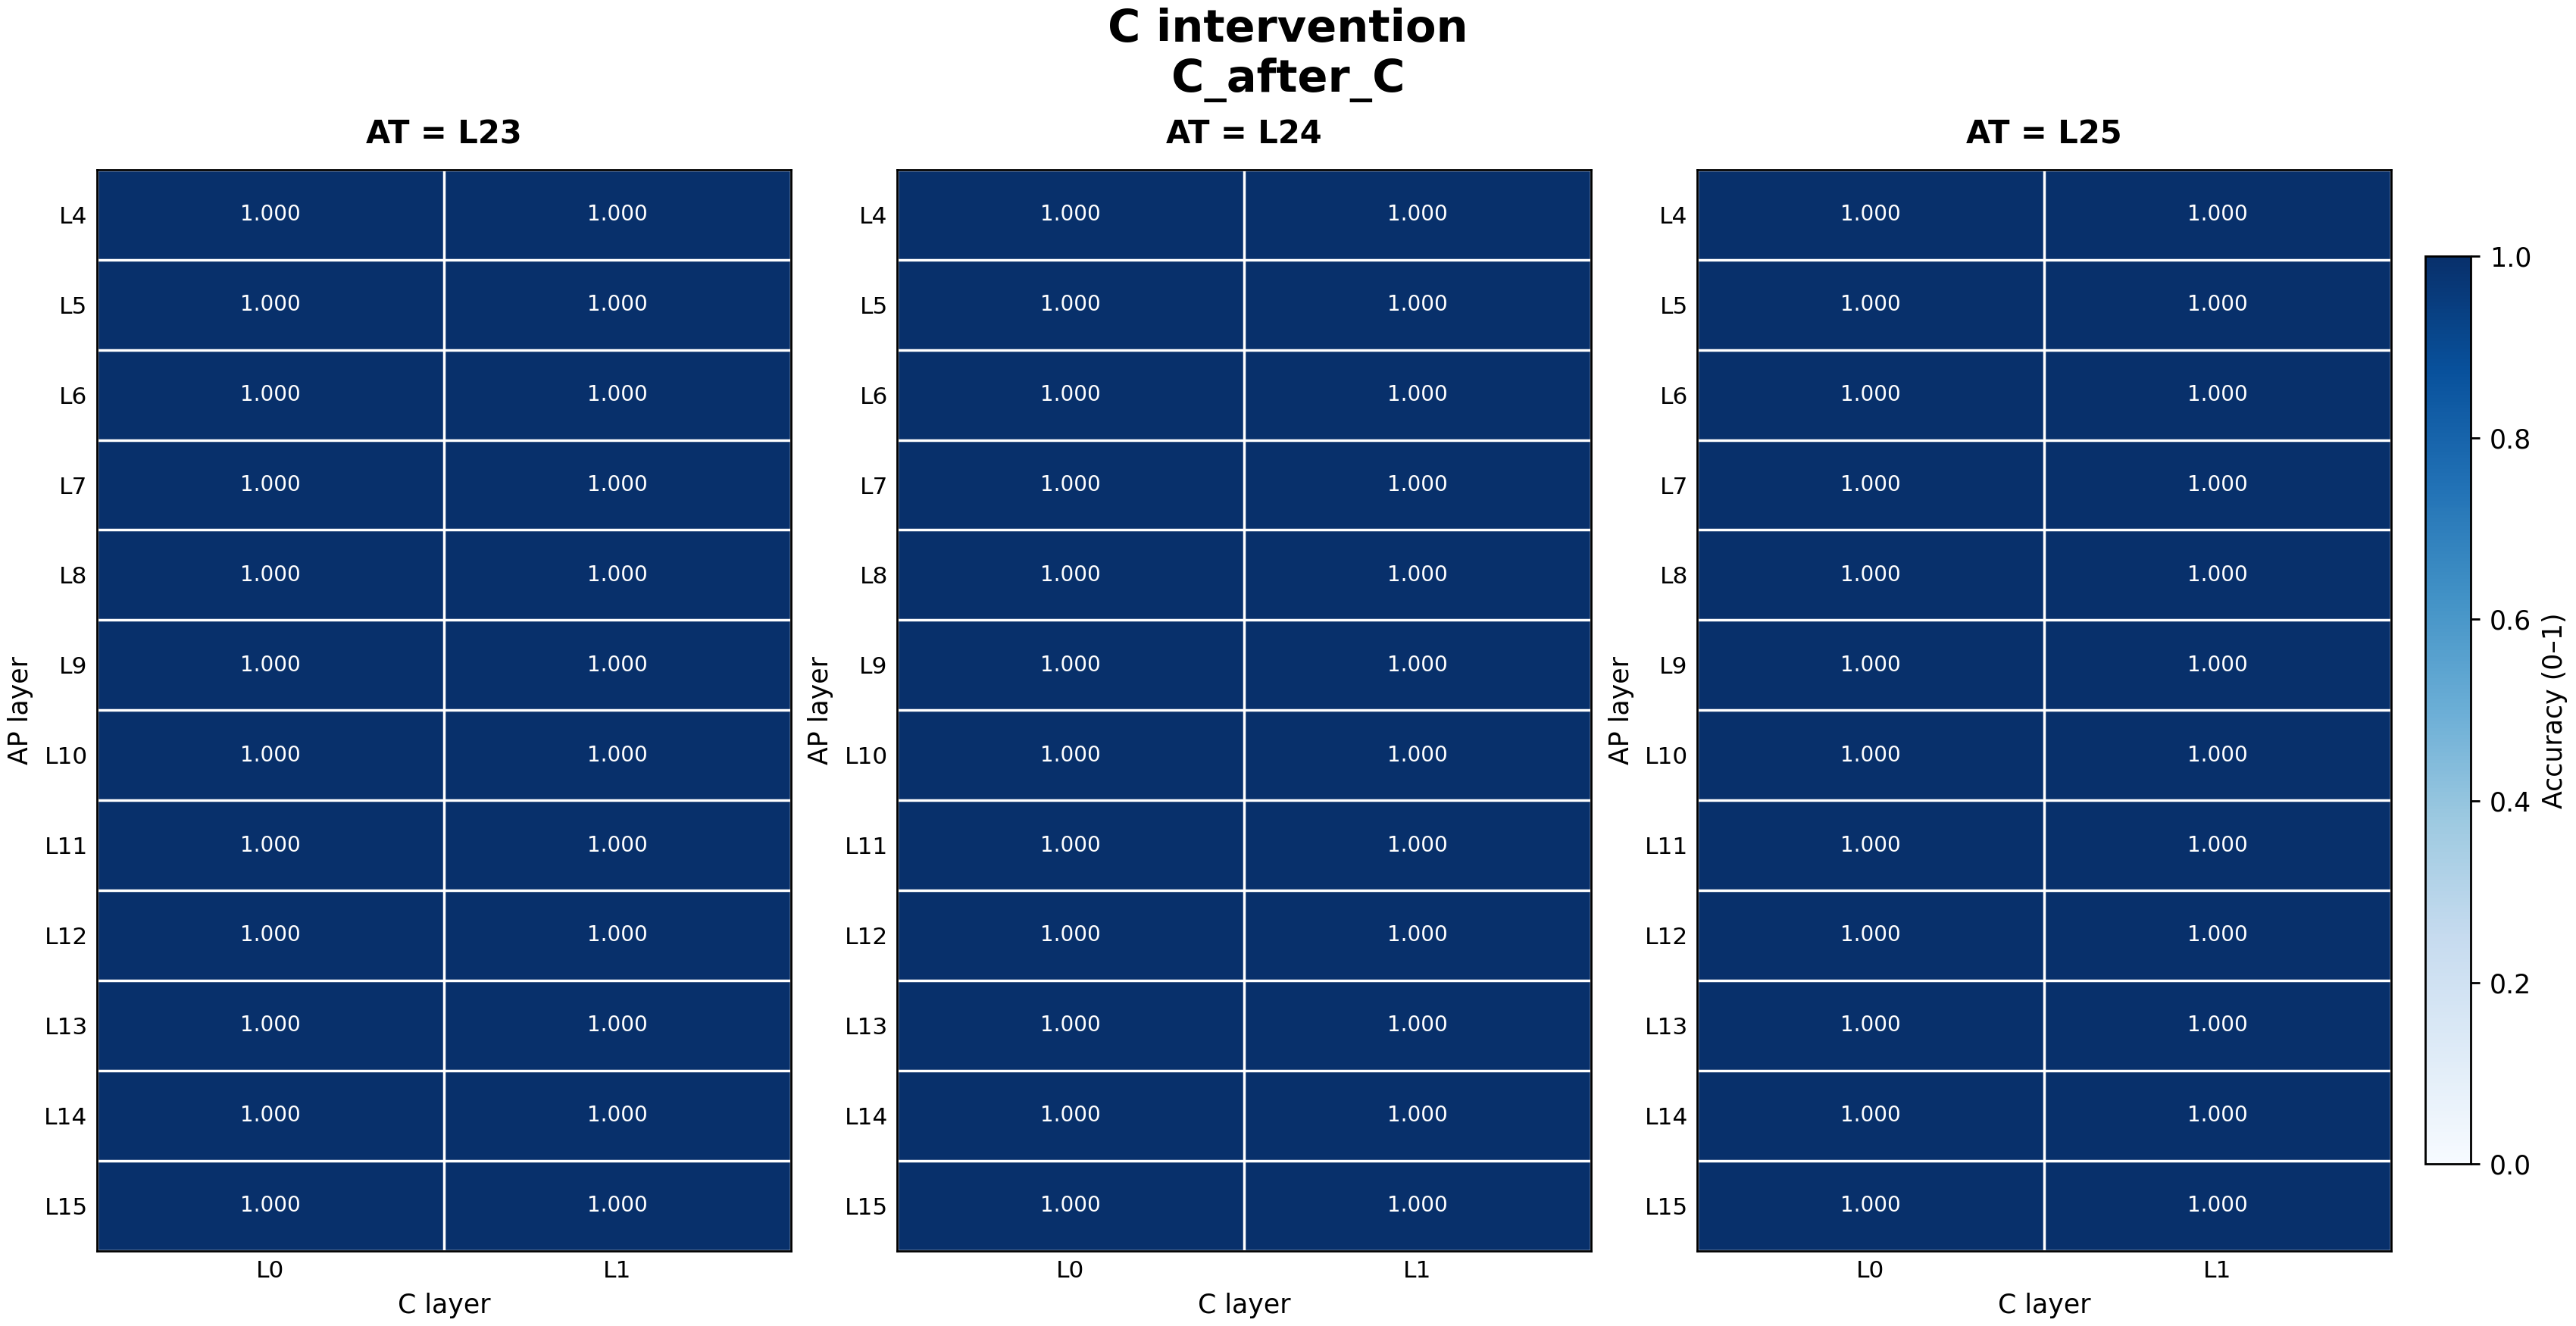 C intervention
C_after_C
AT = L23
AT = L24
AT = L25
L4 1.000 1.000 L4 1.000 1.000 L4 1.000 1.000
L5 1.000 1.000 L5 1.000 1.000 L5 1.000 1.000
L6 1.000 1.000 L6 1.000 1.000 L6 1.000 1.000
L7 1.000 1.000 L7 1.000 1.000 L7 1.000 1.000
L8 1.000 1.000 L8 1.000 1.000 L8 1.000 1.000
L9 1.000 1.000 L9 1.000 1.000 L9 1.000 1.000
L10 1.000 1.000 L10 1.000 1.000 L10 1.000 1.000
L11 1.000 1.000 L11 1.000 1.000 L11 1.000 1.000
L12 1.000 1.000 L12 1.000 1.000 L12 1.000 1.000
L13 1.000 1.000 L13 1.000 1.000 L13 1.000 1.000
L14 1.000 1.000 L14 1.000 1.000 L14 1.000 1.000
L15 1.000 1.000 L15 1.000 1.000 L15 1.000 1.000
L0 L1 L0 L1 L0 L1
C layer C layer C layer
AP layer
AP layer
AP layer
1.0
0.8
0.6
0.4
0.2
0.0
Accuracy (0–1)